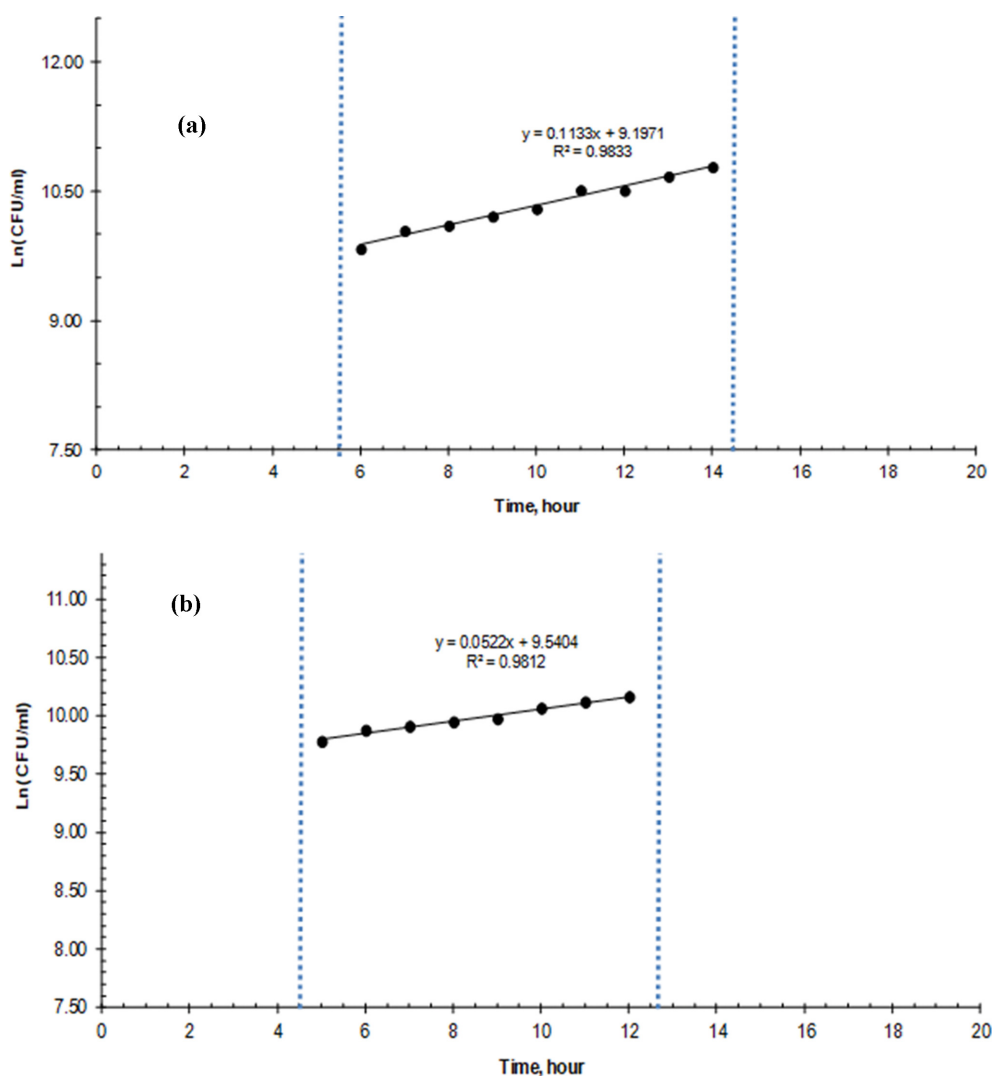 12.00
(a)
y = 0.1133x + 9.1971
R² = 0.9833
10.50
Ln(CFU/ml)
9.00
7.50
0 2 4 6 8 10 12 14 16 18 20
Time, hour
11.00
(b)
10.50
y = 0.0522x + 9.5404
R² = 0.9812
10.00
Ln(CFU/ml)
9.50
9.00
8.50
8.00
7.50
0 2 4 6 8 10 12 14 16 18 20
Time, hour